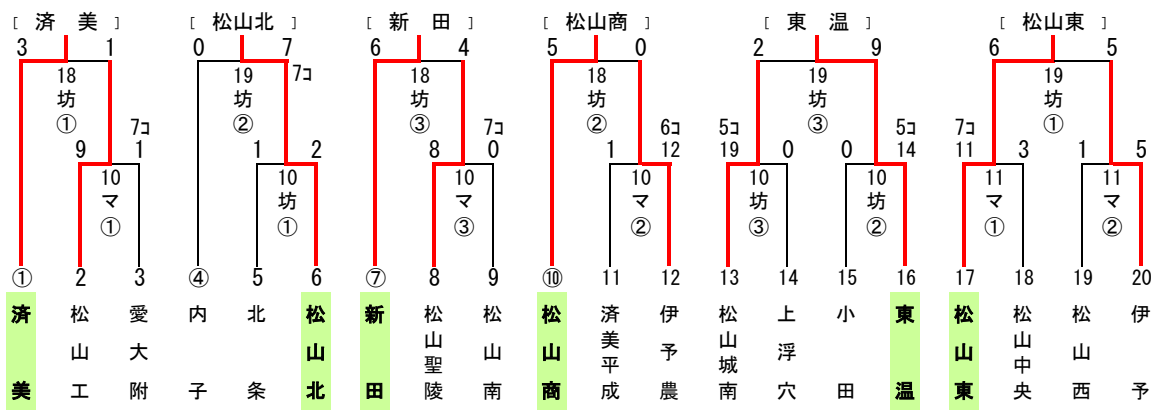 [ 済 美 ] [ 松山北 ] [ 新 田 ] [ 松山商 ] [ 東 温 ] [ 松山東 ]
3 1 0 7 6 4 5 0 2 9 6 5
18 19 7コ 18 18 19 19
坊 坊 坊 坊 坊 坊
① ② ③ ② ③ ①
7コ 7コ 6コ 5コ 5コ 7コ
9 1 1 2 8 0 1 12 19 0 0 14 11 3 1 5
10 10 10 10 10 10 11 11
マ 坊 マ マ 坊 坊 マ マ
① ① ③ ② ③ ② ① ②
① 2 3 ④ 5 6 ⑦ 8 9 ⑩ 11 12 13 14 15 16 17 18 19 20
済美 松山工 愛大附 内子 北条 松山北 新田 松山聖陵 松山南 松山商 済美平成 伊予農 松山城南 上浮穴 小田 東温 松山東 松山中央 松山西 伊予